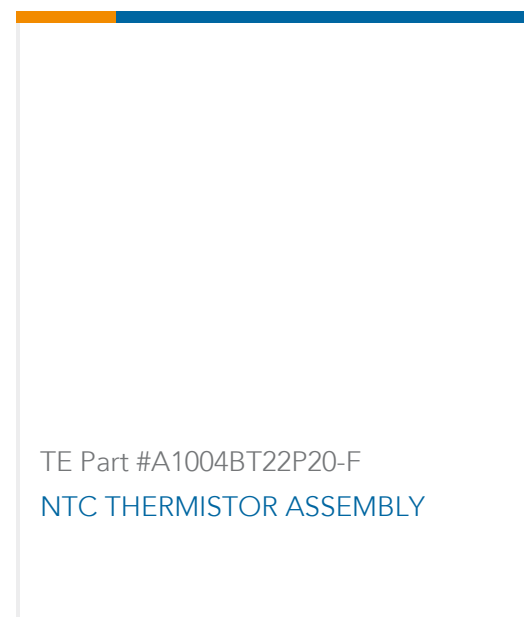 TE Part #A1004BT22P20-F
NTC THERMISTOR ASSEMBLY